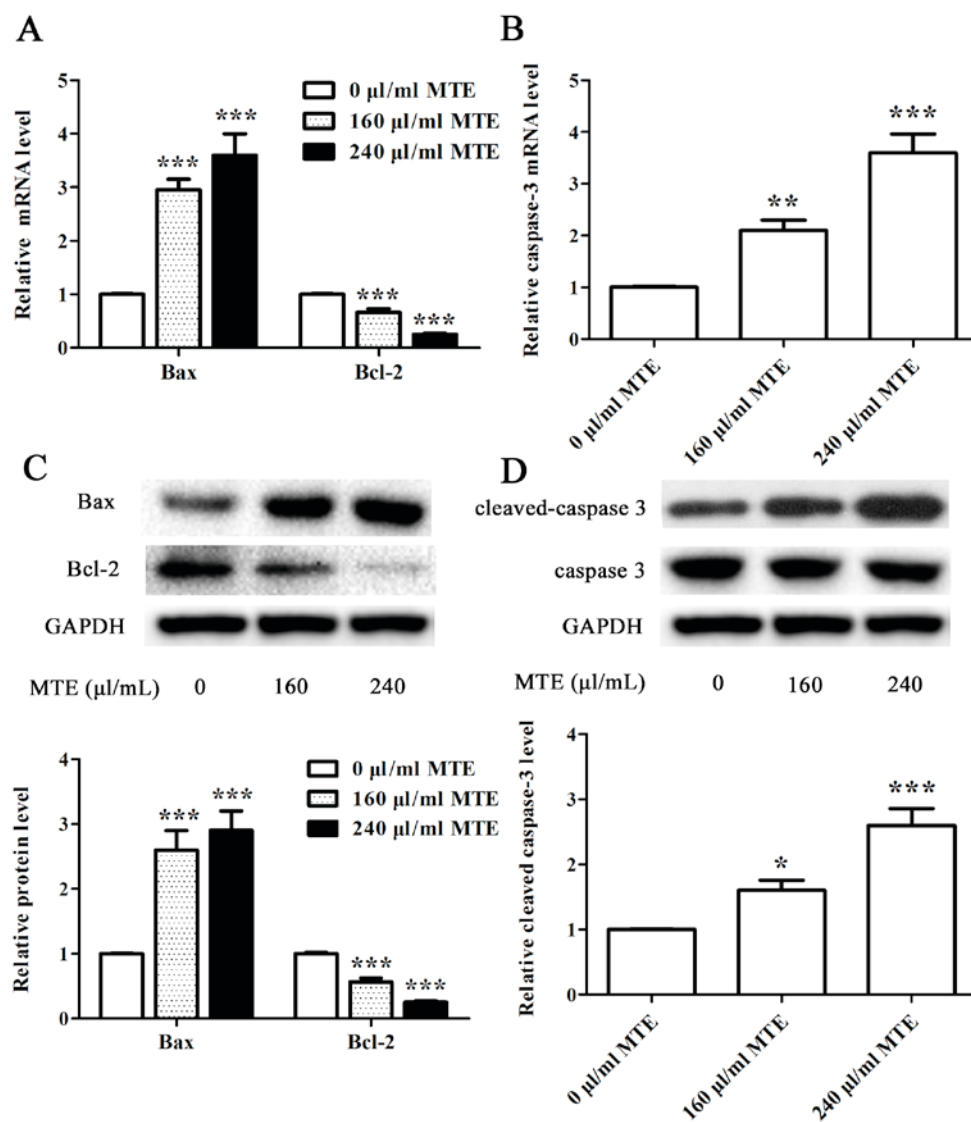 A
Relative mRNA level
5
4
3
2
1
0
0 µl/ml MTE
160 µl/ml MTE
240 µl/ml MTE
***
***
***
***
Bax Bcl-2
B
Relative caspase-3 mRNA level
5
4
3
2
1
0
**
***
0 µl/ml MTE
160 µl/ml MTE
240 µl/ml MTE
C
Bax
Bcl-2
GAPDH
MTE (µl/mL) 0 160 240
Relative protein level
4
3
2
1
0
0 µl/ml MTE
160 µl/ml MTE
240 µl/ml MTE
***
***
***
***
Bax Bcl-2
D
cleaved-caspase 3
caspase 3
GAPDH
MTE (µl/mL) 0 160 240
Relative cleaved caspase-3 level
4
3
2
1
0
*
***
0 µl/ml MTE
160 µl/ml MTE
240 µl/ml MTE